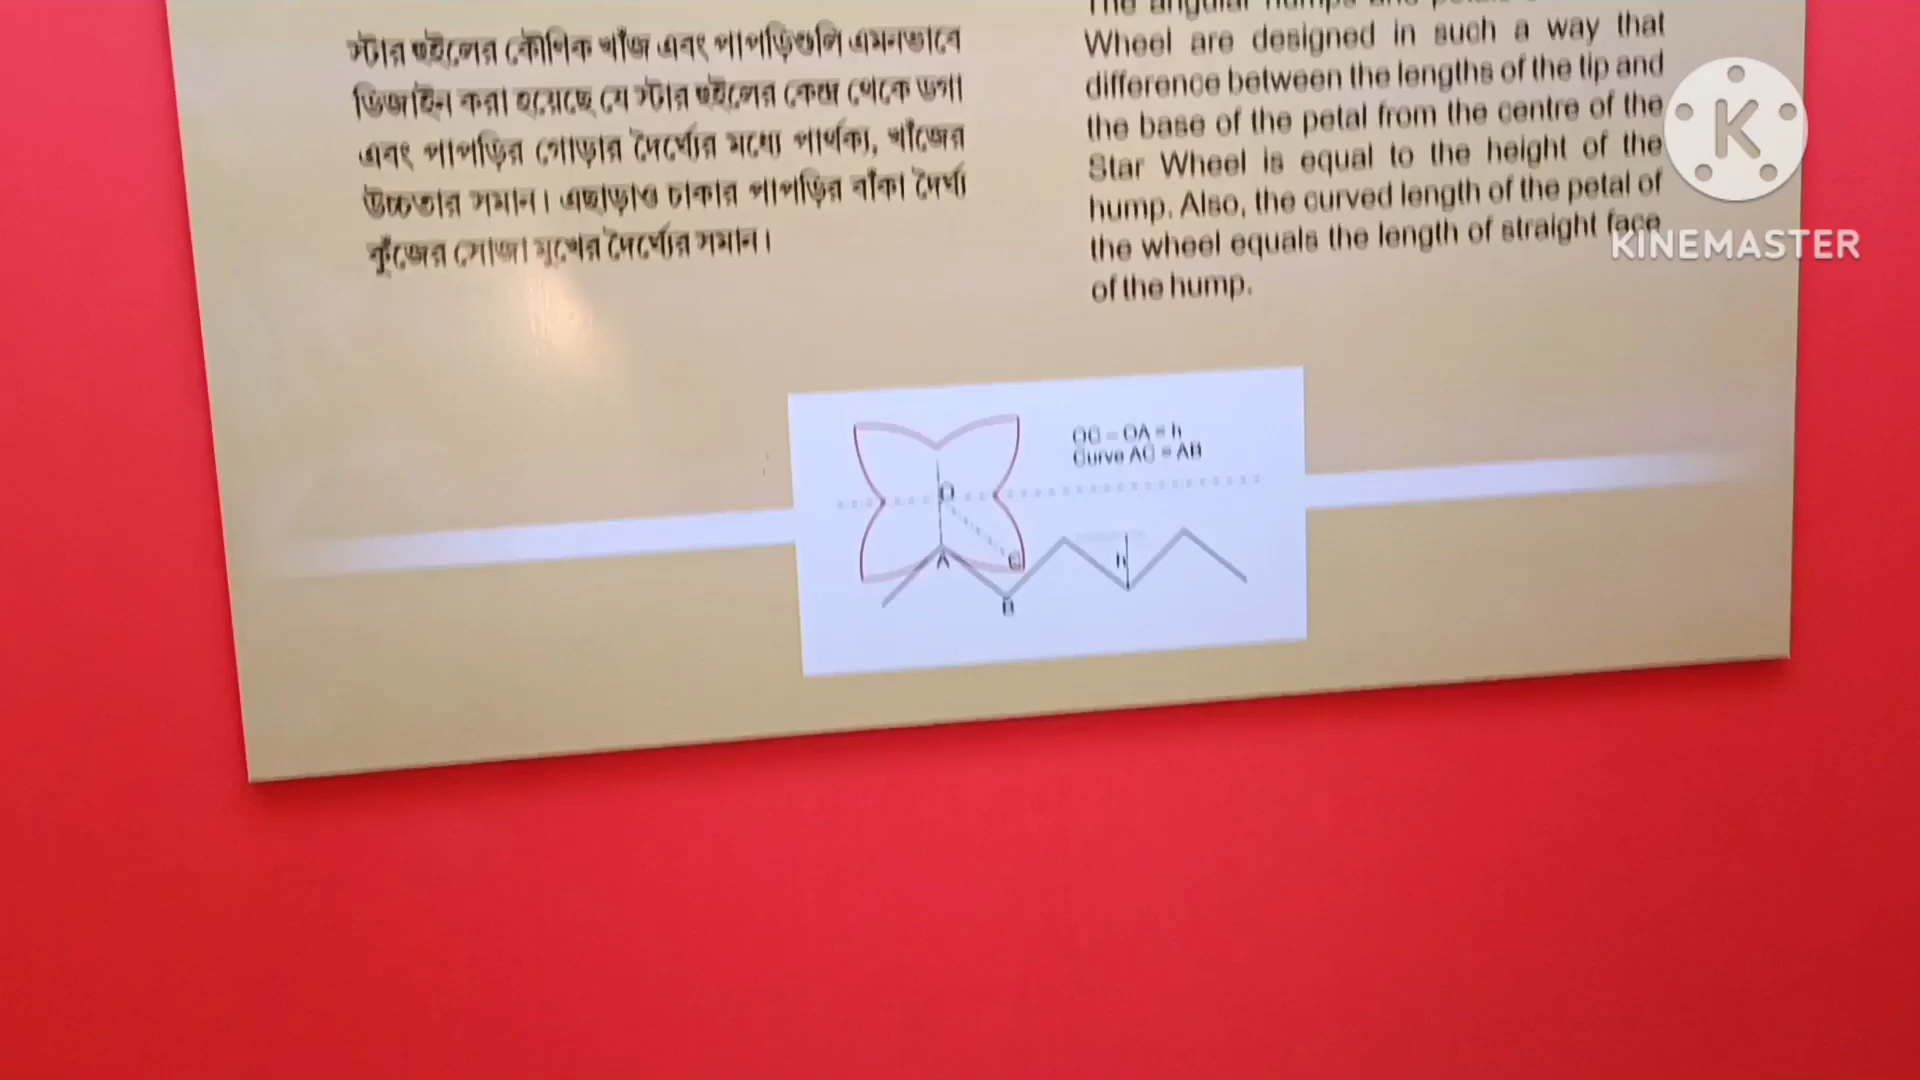 স্টার হুইলের কৌণিক খাঁজ এবং পাপড়িগুলি এমনভাবে
ডিজাইন করা হয়েছে যে স্টার হুইলের কেন্দ্র থেকে ডগা
এবং পাপড়ির গোড়ার দৈর্ঘ্যের মধ্যে পার্থক্য, খাঁজের
উচ্চতার সমান। এছাড়াও চাকার পাপড়ির বাঁকা দৈর্ঘ্য
কুঁজের সোজা মুখের দৈর্ঘ্যের সমান।
The angular humps and
Wheel are designed in such a way that
difference between the lengths of the tip and
the base of the petal from the centre of the
Star Wheel is equal to the height of the
hump. Also, the curved length of the petal of
the wheel equals the length of straight face
of the hump.
K
KINEMASTER
OC - OA = h
Curve AC = AB
O
A
C
h
B